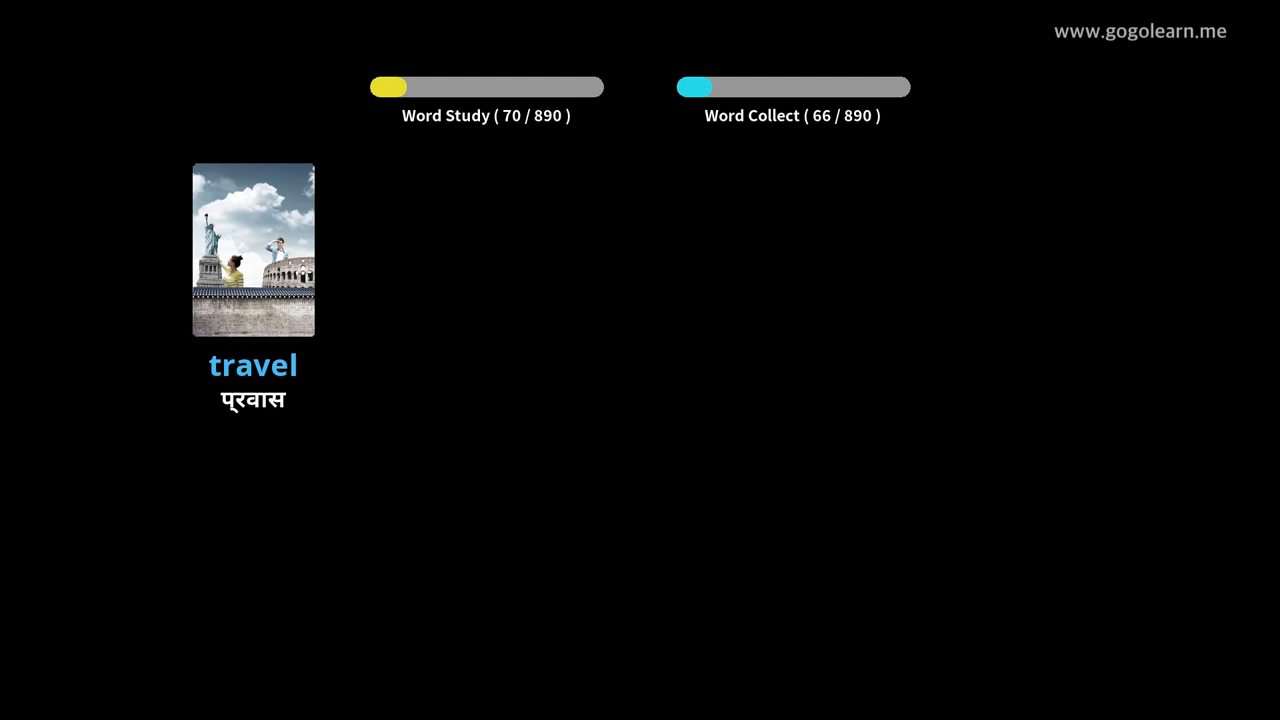 www.gogolearn.me
Word Study ( 70 / 890 )
Word Collect ( 66 / 890 )
travel
प्रवास